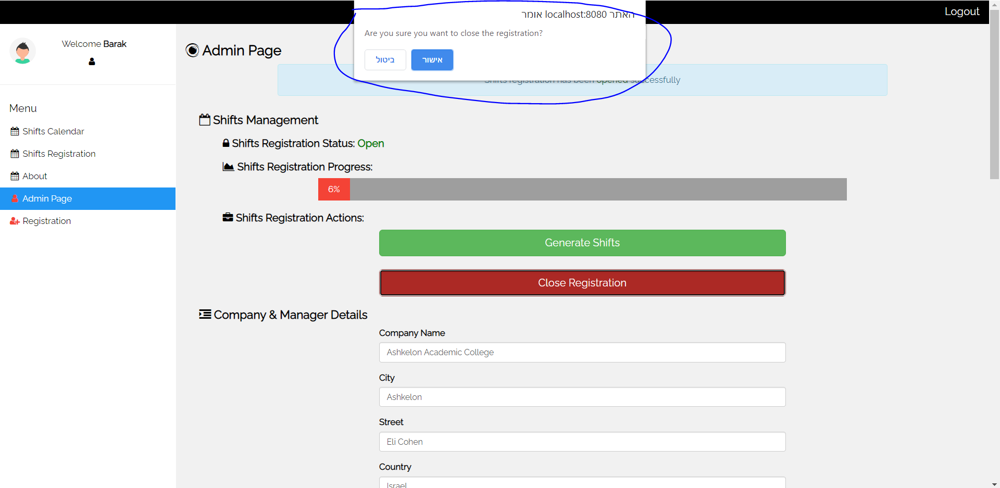 Logout
האתר localhost:8080 אומר
Are you sure you want to close the registration?
ביטול
אישור
Welcome Barak
Admin Page
Shifts registration has been opened successfully
Menu
Shifts Calendar
Shifts Registration
About
Admin Page
Registration
Shifts Management
Shifts Registration Status: Open
Shifts Registration Progress:
6%
Shifts Registration Actions:
Generate Shifts
Close Registration
Company & Manager Details
Company Name
Ashkelon Academic College
City
Ashkelon
Street
Eli Cohen
Country
Israel